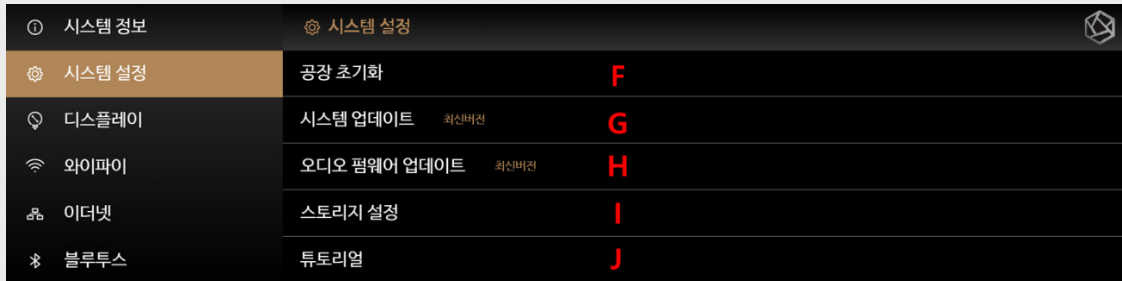 시스템 정보
시스템 설정
디스플레이
와이파이
이더넷
블루투스
시스템 설정
공장 초기화 F
시스템 업데이트 최신버전 G
오디오 펌웨어 업데이트 최신버전 H
스토리지 설정 I
튜토리얼 J